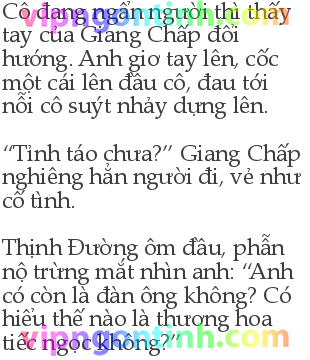 Cô đang ngẩn người thì thấy
tay của Giang Chấp đổi
hướng. Anh giơ tay lên, cốc
một cái lên đầu cô, đau tới
nỗi cô suýt nhảy dựng lên.
“Tỉnh táo chưa?” Giang Chấp
nghiêng hẳn người đi, vẻ như
cố tình.
Thịnh Đường ôm đầu, phẫn
nộ trừng mắt nhìn anh: “Anh
có còn là đàn ông không? Có
hiểu thế nào là thương hoa
tiếc ngọc không?”
vipngontinh.com
vipngontinh.com